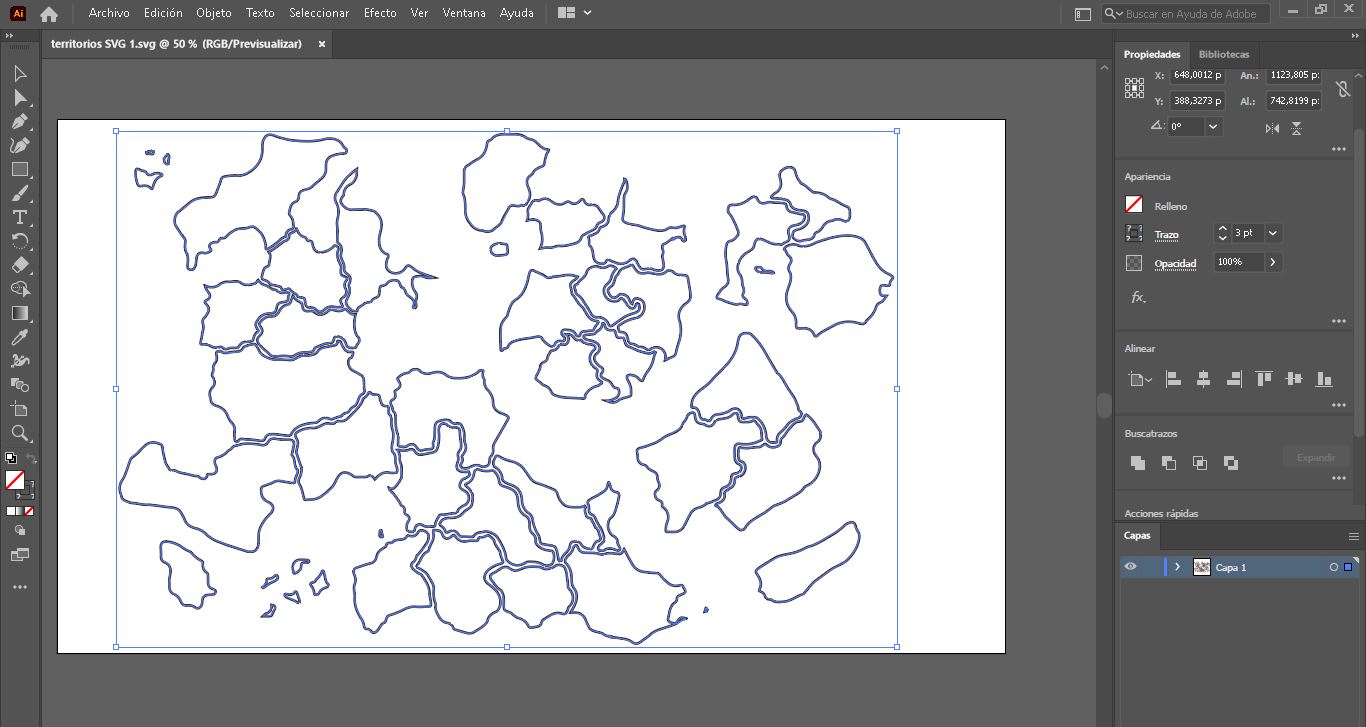 Ai
Archivo Edición Objeto Texto Seleccionar Efecto Ver Ventana Ayuda
Buscar en Ayuda de Adobe
territorios SVG 1.svg @ 50 % (RGB/Previsualizar)
Propiedades Bibliotecas
X: 648,0012 p An.: 1123,805 p:
Y: 388,3273 p Al.: 742,8199 p:
0°
Apariencia
Relleno
Trazo 3 pt
Opacidad 100%
fx.
Alinear
Buscatrazos
Expandir
Acciones rápidas
Capas
Capa 1
T